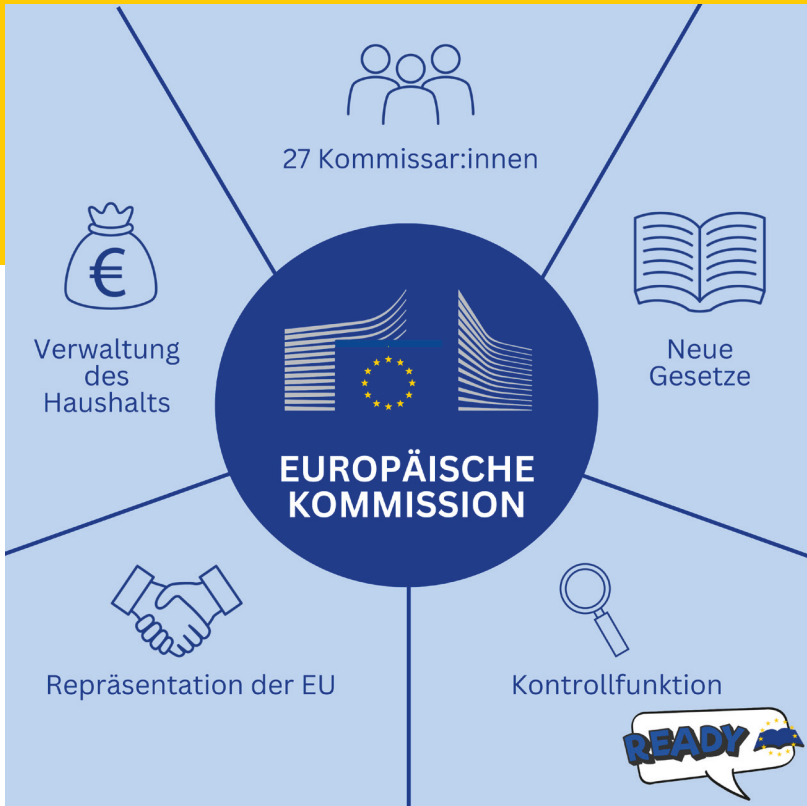 27 Kommissar:innen
€
Verwaltung
des
Haushalts
Neue
Gesetze
EUROPÄISCHE
KOMMISSION
Repräsentation der EU
Kontrollfunktion
READY